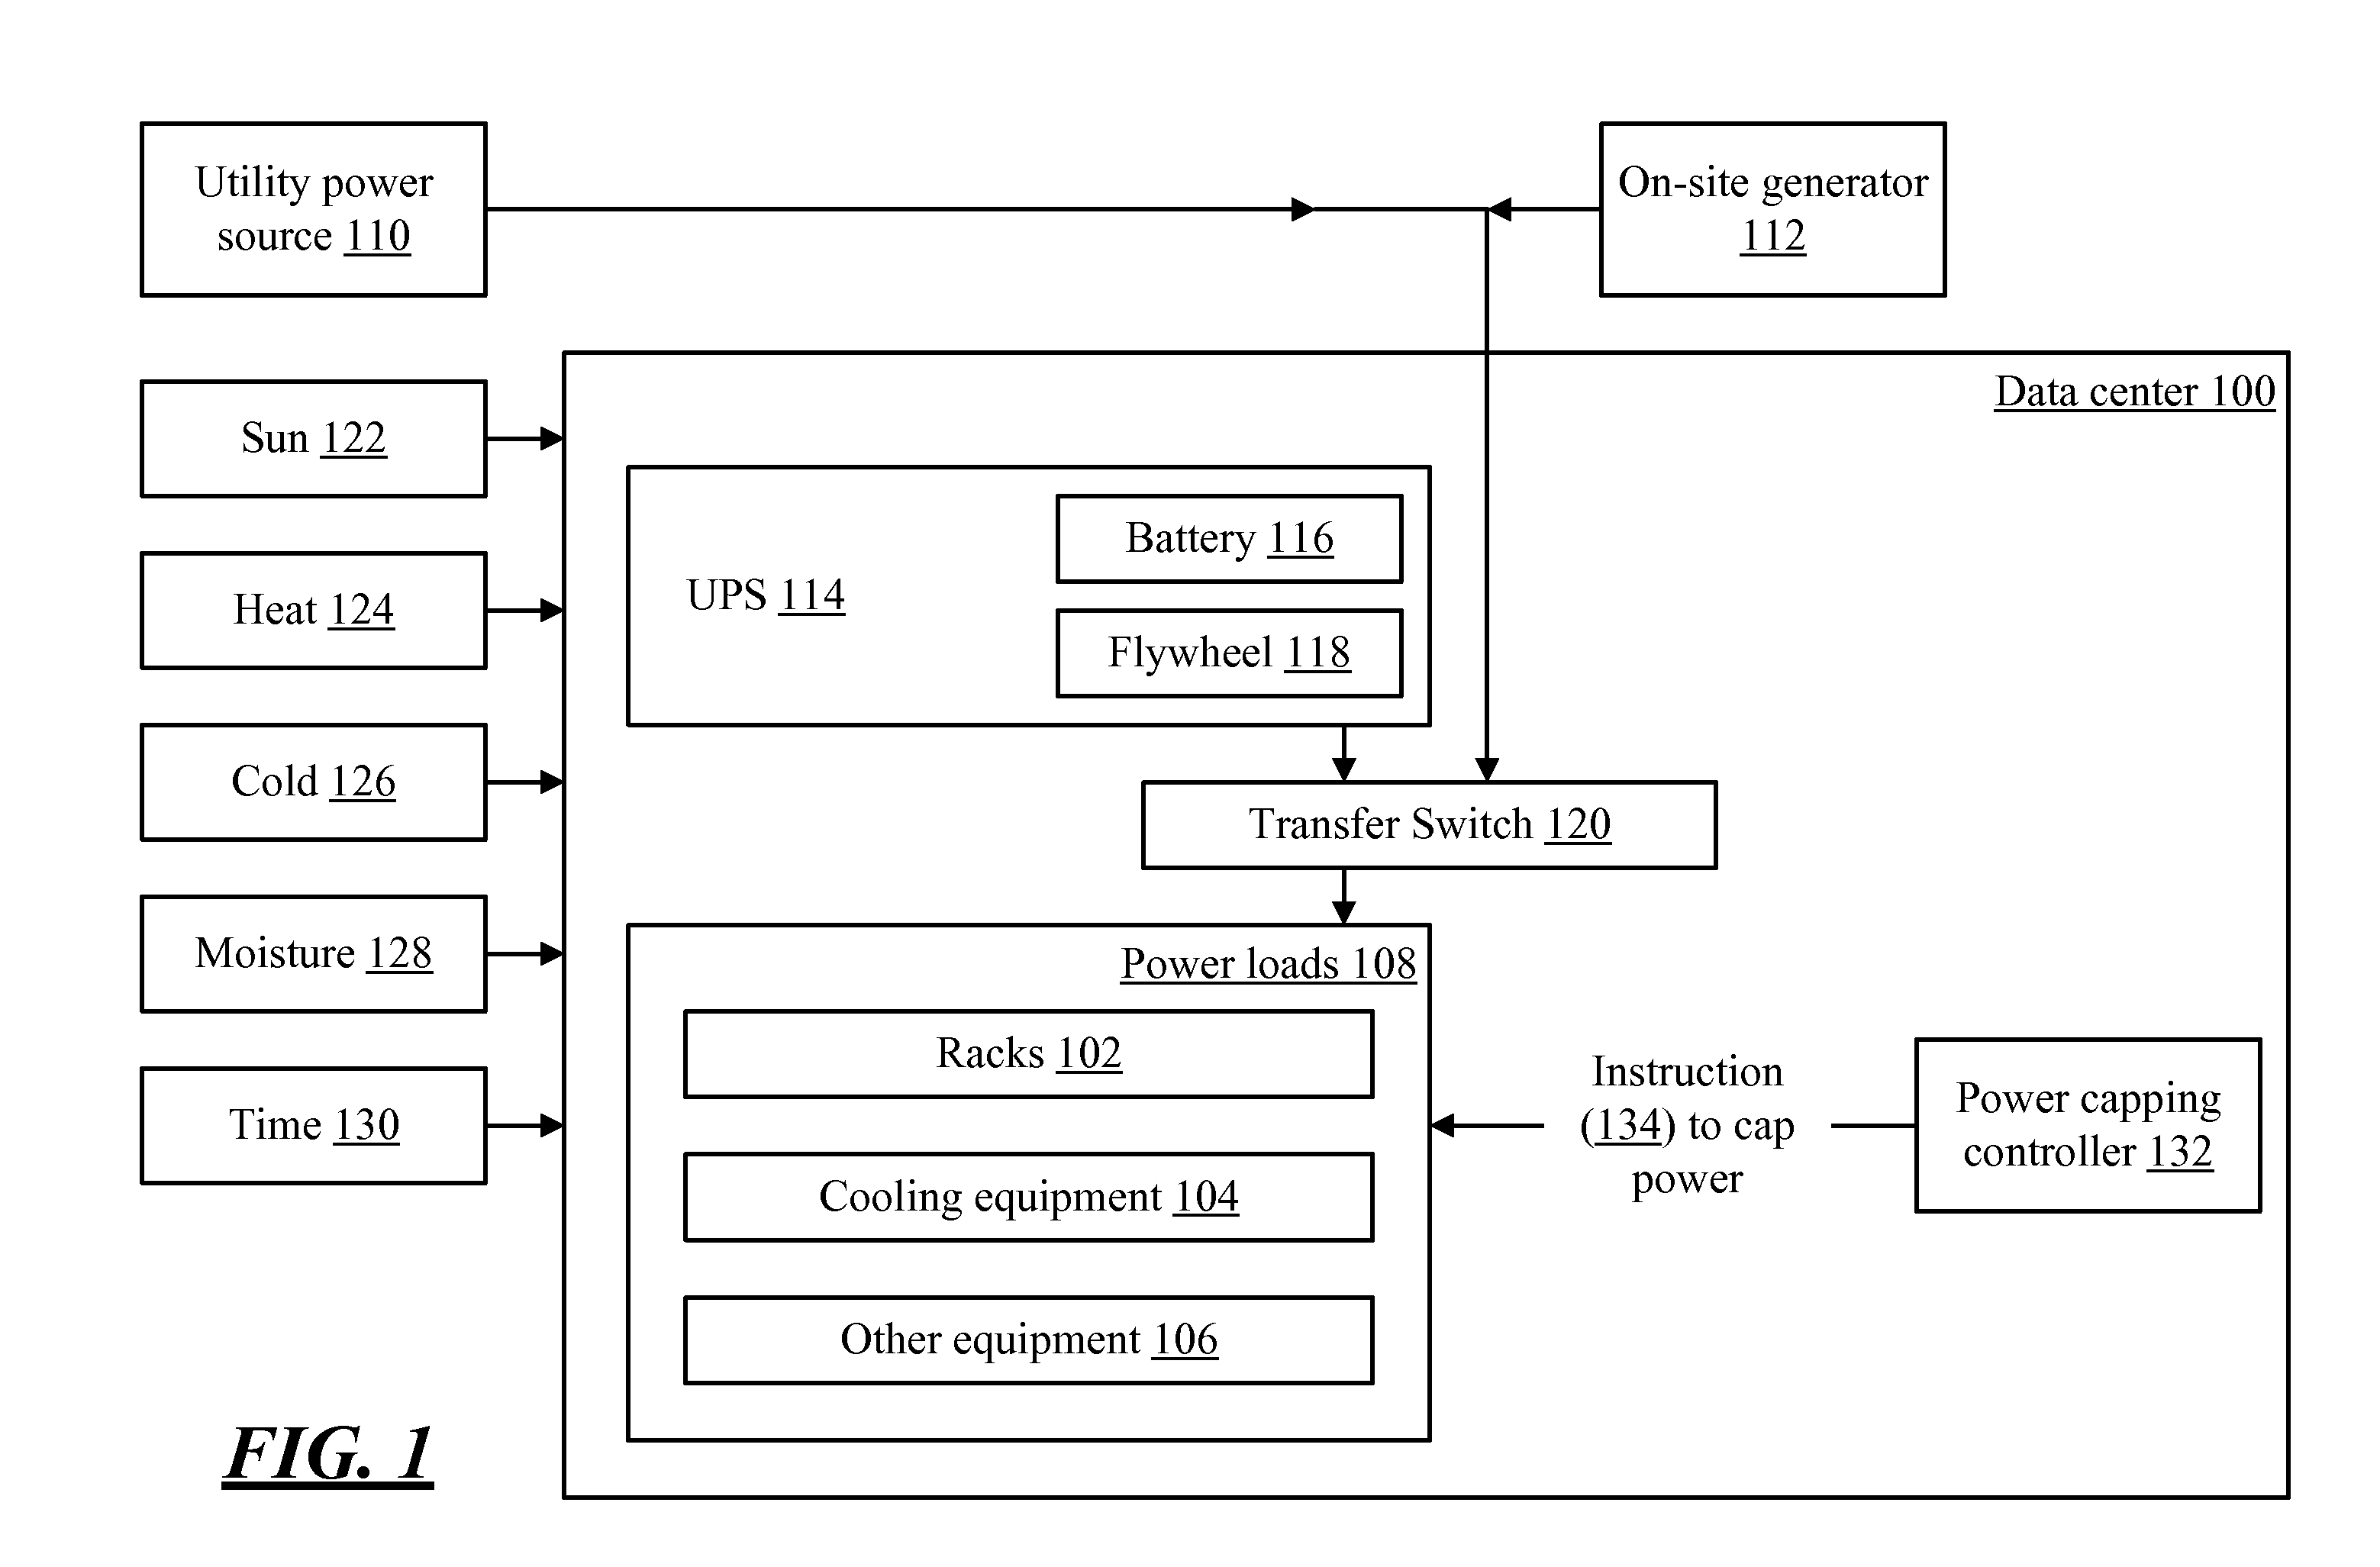 Utility power
source 110
On-site generator
112
Data center 100
Sun 122
Heat 124
Cold 126
Moisture 128
Time 130
UPS 114
Battery 116
Flywheel 118
Transfer Switch 120
Power loads 108
Racks 102
Cooling equipment 104
Other equipment 106
Instruction
(134) to cap
power
Power capping
controller 132
FIG. 1